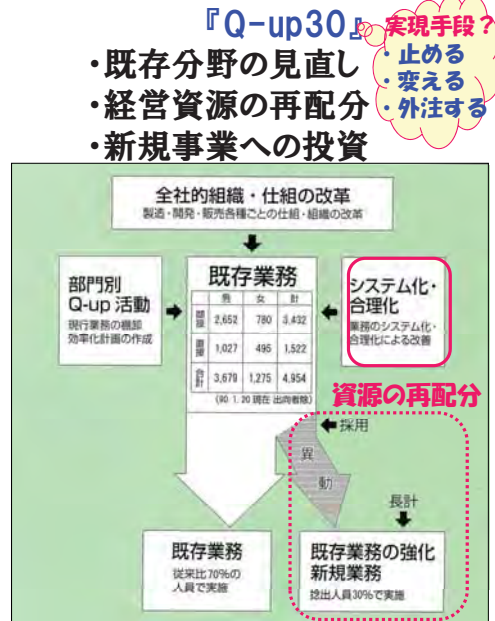 『Q-up30』
実現手段?
・止める
・変える
・外注する
・既存分野の見直し
・経営資源の再配分
・新規事業への投資
全社的組織・仕組の改革
製造・開発・販売各種ごとの仕組・組織の改革
部門別
Q-up 活動
現行業務の棚卸
効率化計画の作成
既存業務
男 女 計
間接 2,652 780 3,432
直接 1,027 495 1,522
合計 3,679 1,275 4,954
(90.1.20 現在 出向者除)
システム化・
合理化
業務のシステム化・
合理化による改善
資源の再配分
採用
異動
長計
既存業務
従来比70%の
人員で実施
既存業務の強化
新規業務
捻出人員30%で実施